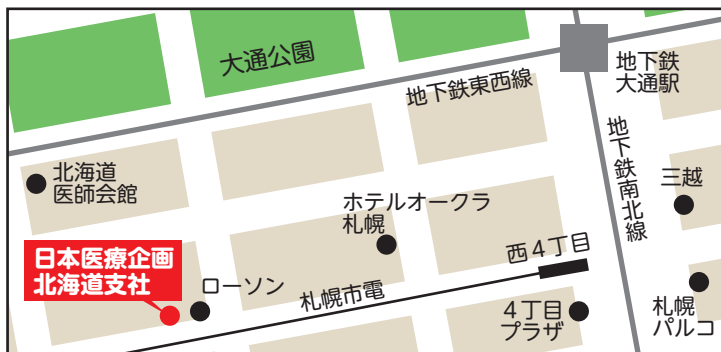 大通公園
地下鉄東西線
地下鉄
大通駅
地下鉄南北線
北海道
医師会館
三越
ホテルオークラ
札幌
西4丁目
日本医療企画
北海道支社
ローソン
札幌市電
4丁目
プラザ
札幌
パルコ